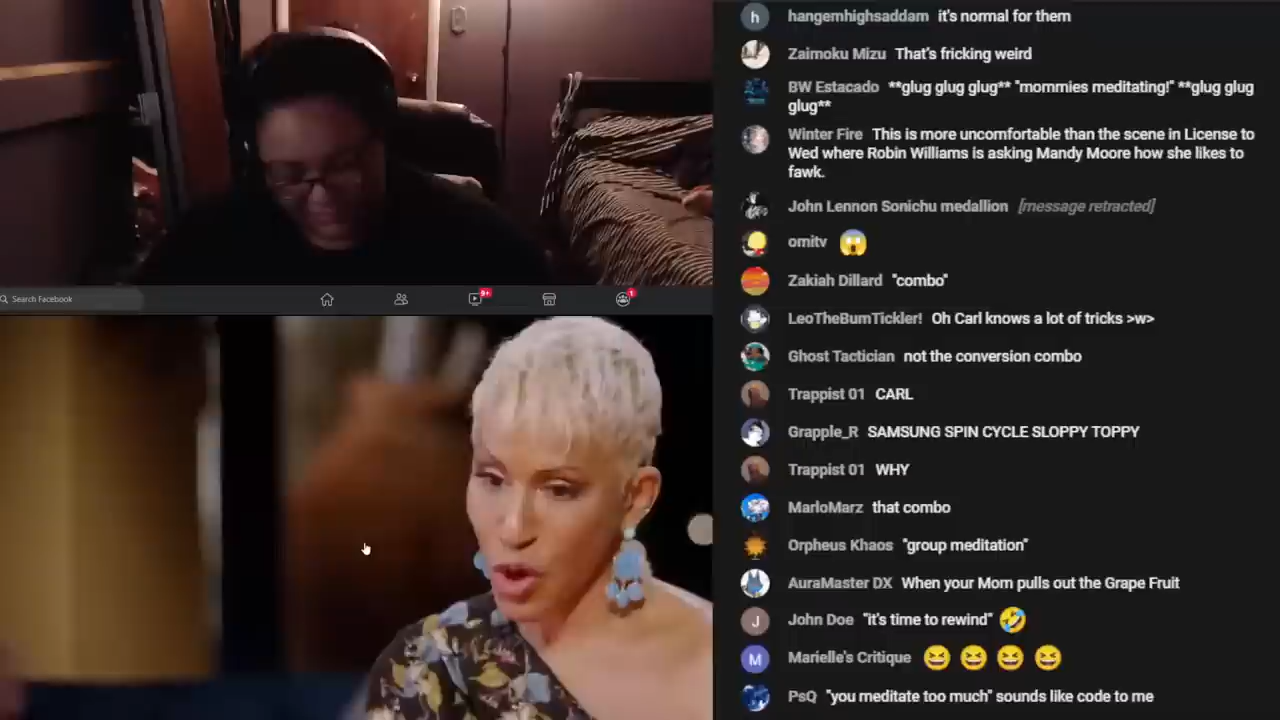 hangemhighsaddam it's normal for them
Zaimoku Mizu That's fricking weird
BW Estacado **glug glug glug** "mommies meditating!" **glug glug
glug**
Winter Fire This is more uncomfortable than the scene in License to
Wed where Robin Williams is asking Mandy Moore how she likes to
fawk.
John Lennon Sonichu medallion [message retracted]
omitv 😱
Zakiah Dillard "combo"
Search Facebook
9+
1
LeoTheBumTickler! Oh Carl knows a lot of tricks >w>
Ghost Tactician not the conversion combo
Trappist 01 CARL
Grapple_R SAMSUNG SPIN CYCLE SLOPPY TOPPY
Trappist 01 WHY
MarloMarz that combo
Orpheus Khaos "group meditation"
AuraMaster DX When your Mom pulls out the Grape Fruit
J John Doe "it's time to rewind" 🤣
M Marielle's Critique 😆 😆 😆 😆
PsQ "you meditate too much" sounds like code to me